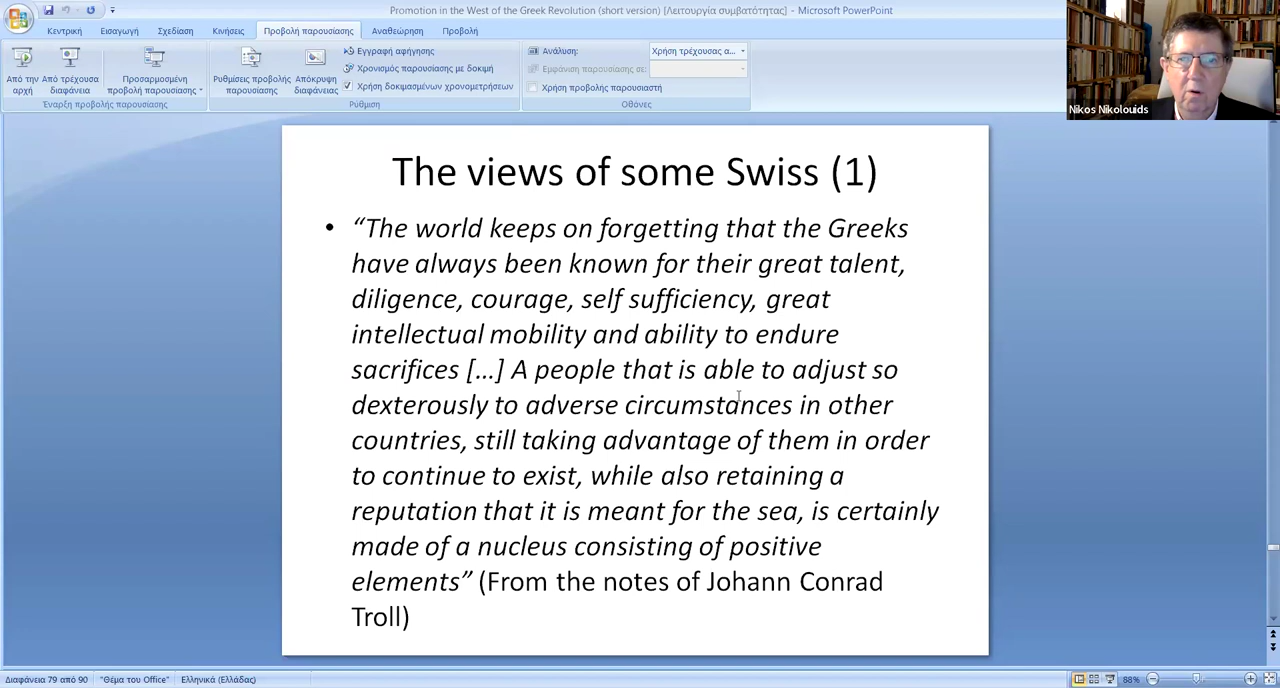 Promotion in the West of the Greek Revolution (short version) [Λειτουργία συμβατότητας] - Microsoft PowerPoint
Κεντρική Εισαγωγή Σχεδίαση Κινήσεις Προβολή παρουσίασης Αναθεώρηση Προβολή
Από την αρχή
Από τρέχουσα διαφάνεια
Προσαρμοσμένη προβολή παρουσίασης
Έναρξη προβολής παρουσίασης
Ρυθμίσεις προβολής παρουσίασης
Απόκρυψη διαφάνειας
Εγγραφή αφήγησης
Χρονισμός παρουσίασης με δοκιμή
Χρήση δοκιμασμένων χρονομετρήσεων
Ρύθμιση
Ανάλυση: Χρήση τρέχουσας α...
Εμφάνιση παρουσίασης σε:
Χρήση προβολής παρουσιαστή
Οθόνες
Nikos Nikolouids
The views of some Swiss (1)
• “The world keeps on forgetting that the Greeks
have always been known for their great talent,
diligence, courage, self sufficiency, great
intellectual mobility and ability to endure
sacrifices [...] A people that is able to adjust so
dexterously to adverse circumstances in other
countries, still taking advantage of them in order
to continue to exist, while also retaining a
reputation that it is meant for the sea, is certainly
made of a nucleus consisting of positive
elements” (From the notes of Johann Conrad
Troll)
Διαφάνεια 79 από 90 "Θέμα του Office" Ελληνικά (Ελλάδας) 88%